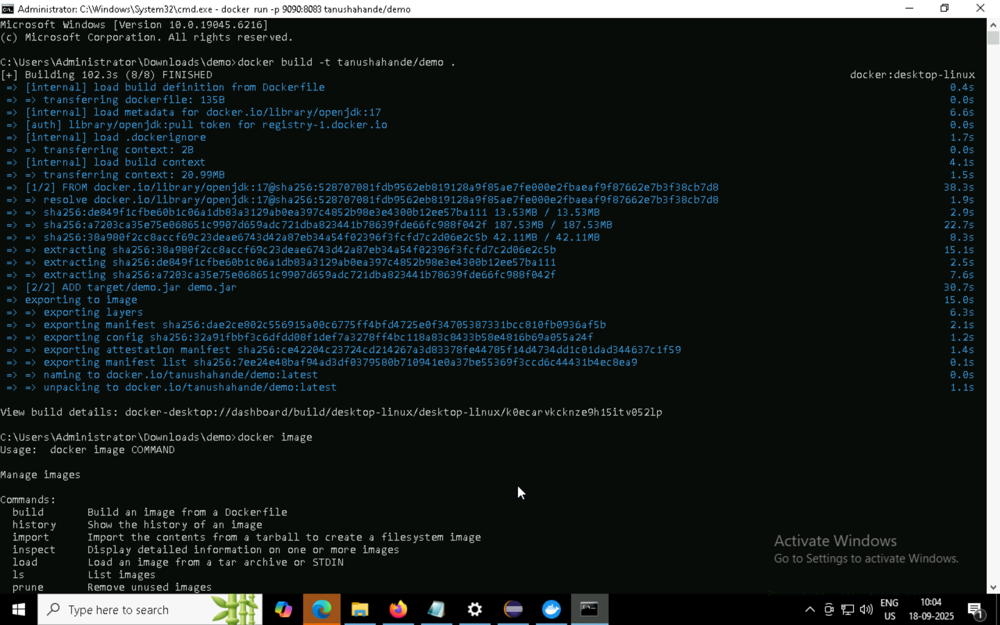 Administrator: C:\Windows\System32\cmd.exe - docker run -p 9090:8083 tanushahande/demo
Microsoft Windows [Version 10.0.19045.6216]
(c) Microsoft Corporation. All rights reserved.
C:\Users\Administrator\Downloads\demo>docker build -t tanushahande/demo .
[+] Building 102.3s (8/8) FINISHED docker:desktop-linux
=> [internal] load build definition from Dockerfile 0.4s
=> => transferring dockerfile: 135B 0.0s
=> [internal] load metadata for docker.io/library/openjdk:17 6.6s
=> [auth] library/openjdk:pull token for registry-1.docker.io 0.0s
=> [internal] load .dockerignore 1.7s
=> => transferring context: 2B 0.0s
=> [internal] load build context 4.1s
=> => transferring context: 20.99MB 1.5s
=> [1/2] FROM docker.io/library/openjdk:17@sha256:528707081fdb9562eb819128a9f85ae7fe000e2fbaeaf9f87662e7b3f38cb7d8 38.3s
=> => resolve docker.io/library/openjdk:17@sha256:528707081fdb9562eb819128a9f85ae7fe000e2fbaeaf9f87662e7b3f38cb7d8 1.9s
=> => sha256:de849f1cfbe60b1c06a1db83a3129ab0ea397c4852b98e3e4300b12ee57ba111 13.53MB / 13.53MB 2.9s
=> => sha256:a7203ca35e75e068651c9907d659adc721dba823441b78639fde66fc988f042f 187.53MB / 187.53MB 22.7s
=> => sha256:38a980f2cc8accf69c23deae6743d42a87eb34a54f02396f3fcfd7c2d06e2c5b 42.11MB / 42.11MB 8.3s
=> => extracting sha256:38a980f2cc8accf69c23deae6743d42a87eb34a54f02396f3fcfd7c2d06e2c5b 15.1s
=> => extracting sha256:de849f1cfbe60b1c06a1db83a3129ab0ea397c4852b98e3e4300b12ee57ba111 2.5s
=> => extracting sha256:a7203ca35e75e068651c9907d659adc721dba823441b78639fde66fc988f042f 7.6s
=> [2/2] ADD target/demo.jar demo.jar 30.7s
=> exporting to image 15.0s
=> => exporting layers 6.3s
=> => exporting manifest sha256:dae2ce802c556915a00c6775ff4bfd4725e0f34705387331bcc810fb0936af5b 2.1s
=> => exporting config sha256:32a91fbbf3c6dfdd08f1def7a3278ff4bc118a83c8433b58e4816b69a055a24f 1.2s
=> => exporting attestation manifest sha256:ce42204c23724cd214267a3d83378fe44785f14d4734dd1c01dad344637c1f59 1.4s
=> => exporting manifest list sha256:7ee24e48baf94ad3df0379580b710941e0a37be55369f3ccd6c44431b4ec8ea9 0.1s
=> => naming to docker.io/tanushahande/demo:latest 0.0s
=> => unpacking to docker.io/tanushahande/demo:latest 1.1s
View build details: docker-desktop://dashboard/build/desktop-linux/desktop-linux/k0ecarvkcknze9h15itv052lp
C:\Users\Administrator\Downloads\demo>docker image
Usage:  docker image COMMAND
Manage images
Commands:
build Build an image from a Dockerfile
history Show the history of an image
import Import the contents from a tarball to create a filesystem image
inspect Display detailed information on one or more images
load Load an image from a tar archive or STDIN
ls List images
prune Remove unused images
Activate Windows
Go to Settings to activate Windows.
Type here to search
ENG
US
10:04
18-09-2025
1